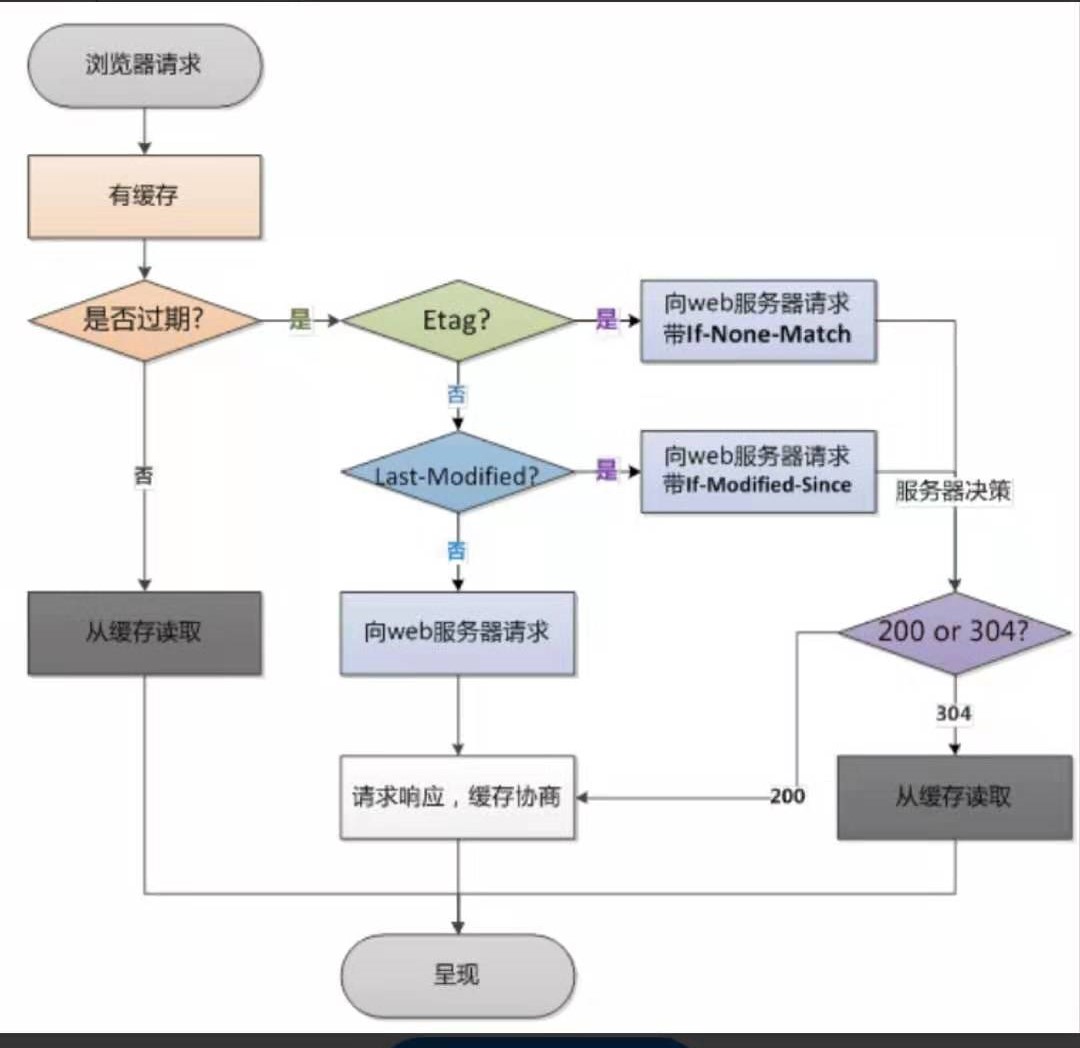 浏览器请求
有缓存
是否过期?
是
Etag?
是
向web服务器请求
带If-None-Match
否
Last-Modified?
是
向web服务器请求
带If-Modified-Since
否
服务器决策
否
从缓存读取
向web服务器请求
200 or 304?
304
请求响应，缓存协商
200
从缓存读取
呈现